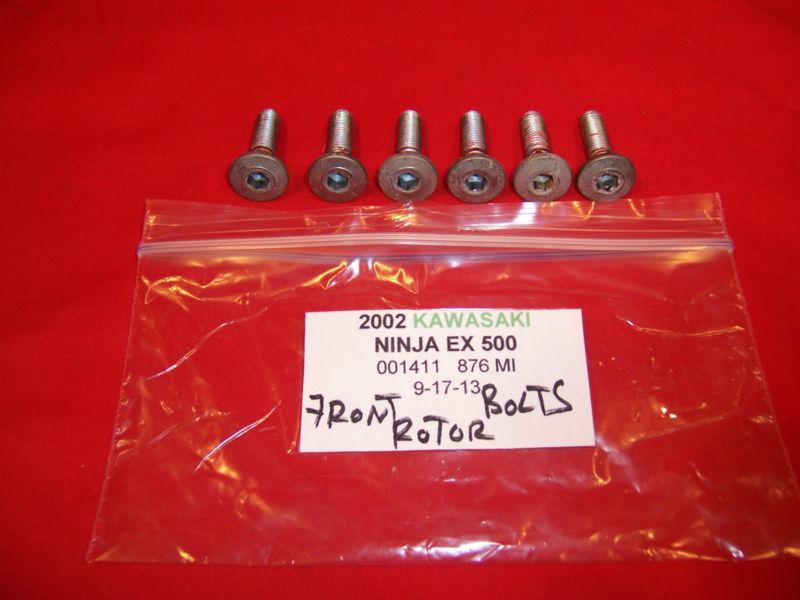 2002 KAWASAKI
NINJA EX 500
001411 876 MI
9-17-13
FRONT ROTOR BOLTS